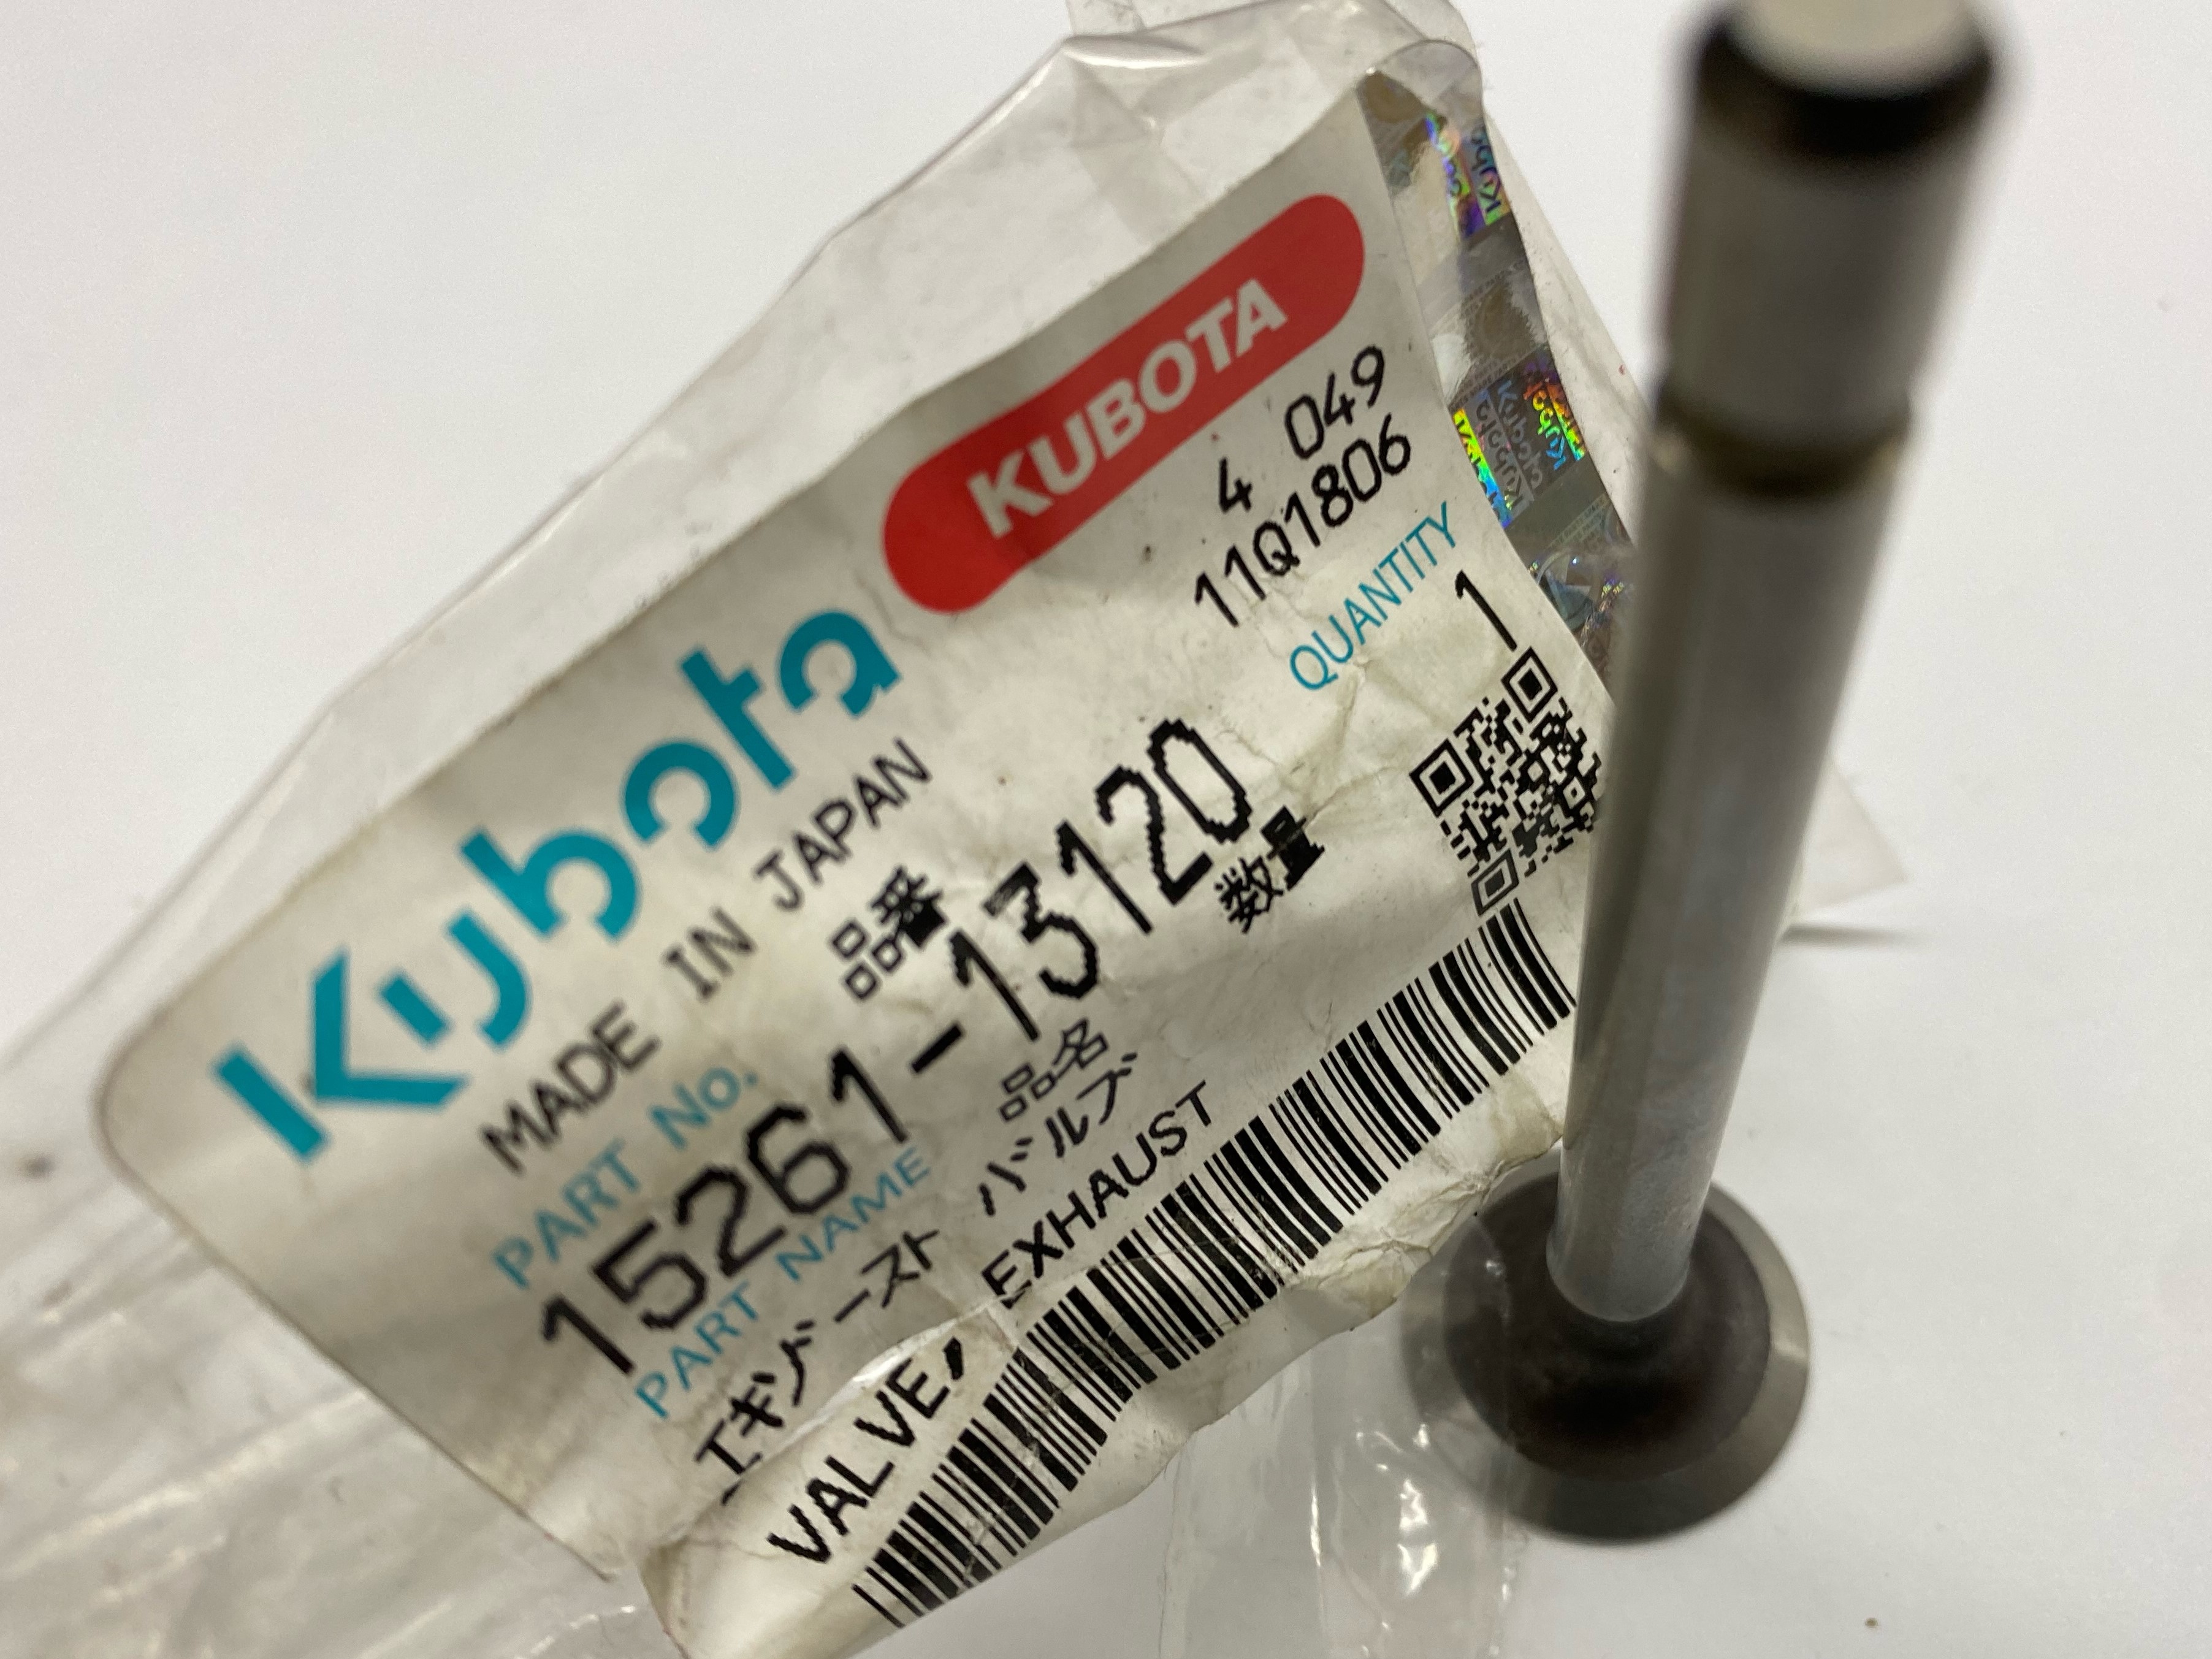 Kubota
KUBOTA
MADE IN JAPAN
4 049
11Q1806
PART No.
品番
QUANTITY
15261-13120
1
数量
PART NAME
品名
エキゾースト バルブ
VALVE, EXHAUST